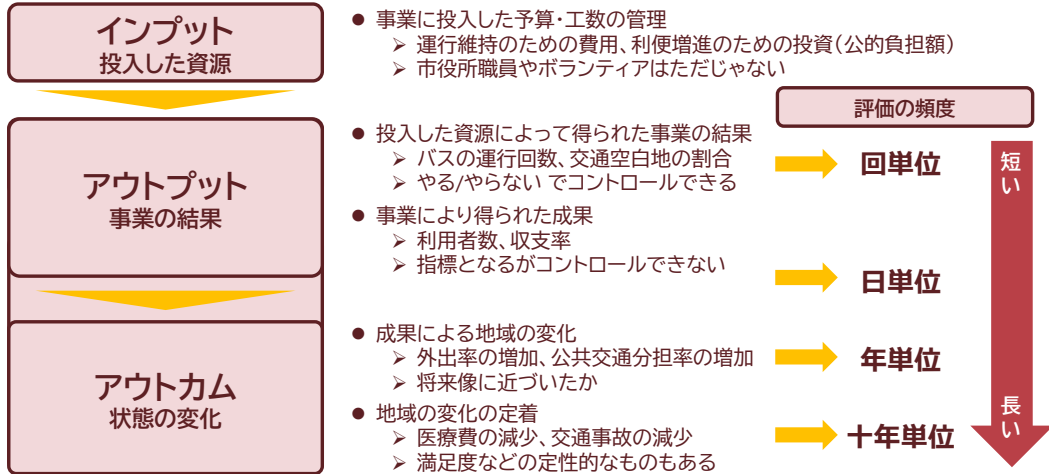 インプット
投入した資源
● 事業に投入した予算・工数の管理
➢ 運行維持のための費用、利便増進のための投資(公的負担額)
➢ 市役所職員やボランティアはただじゃない
評価の頻度
アウトプット
事業の結果
● 投入した資源によって得られた事業の結果
➢ バスの運行回数、交通空白地の割合
➢ やる/やらない でコントロールできる
回単位
短い
● 事業により得られた成果
➢ 利用者数、収支率
➢ 指標となるがコントロールできない
日単位
アウトカム
状態の変化
● 成果による地域の変化
➢ 外出率の増加、公共交通分担率の増加
➢ 将来像に近づいたか
年単位
● 地域の変化の定着
➢ 医療費の減少、交通事故の減少
➢ 満足度などの定性的なものもある
十年単位
長い